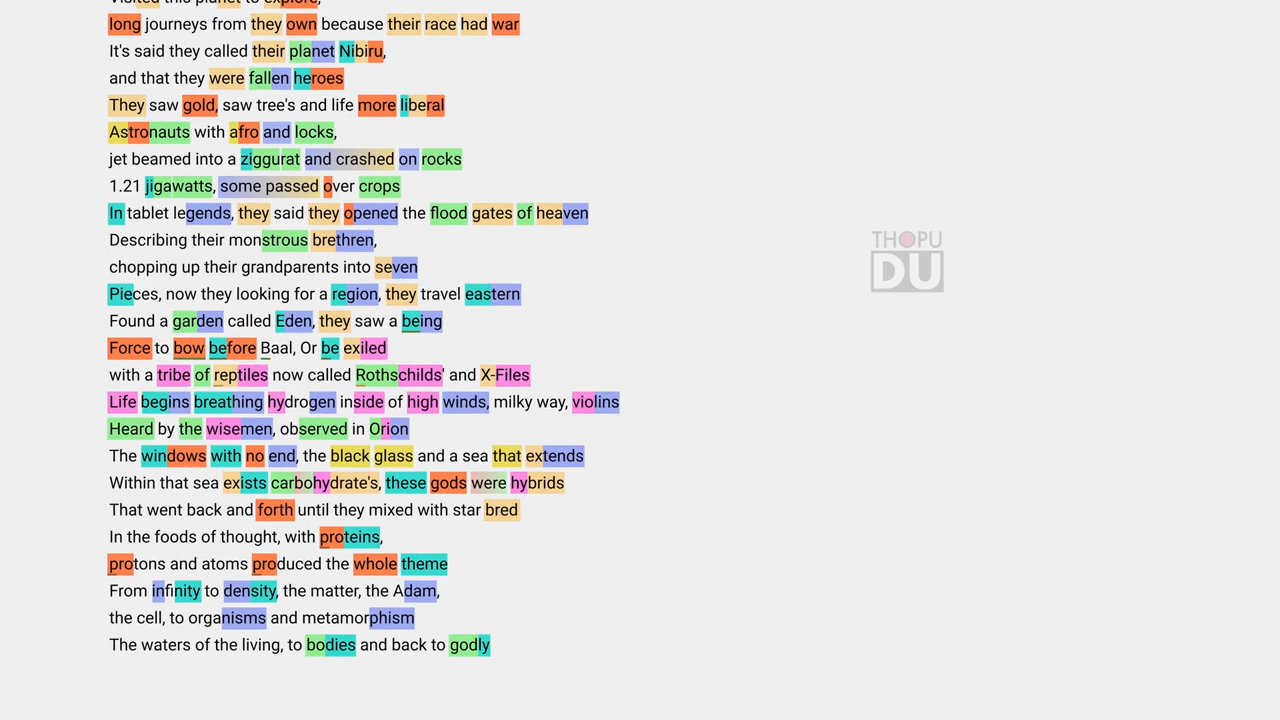 Visited this planet to explore,
long journeys from they own because their race had war
It's said they called their planet Nibiru,
and that they were fallen heroes
They saw gold, saw tree's and life more liberal
Astronauts with afro and locks,
jet beamed into a ziggurat and crashed on rocks
1.21 jigawatts, some passed over crops
In tablet legends, they said they opened the flood gates of heaven
Describing their monstrous brethren,
chopping up their grandparents into seven
Pieces, now they looking for a region, they travel eastern
Found a garden called Eden, they saw a being
Force to bow before Baal, Or be exiled
with a tribe of reptiles now called Rothschilds' and X-Files
Life begins breathing hydrogen inside of high winds, milky way, violins
Heard by the wisemen, observed in Orion
The windows with no end, the black glass and a sea that extends
Within that sea exists carbohydrate's, these gods were hybrids
That went back and forth until they mixed with star bred
In the foods of thought, with proteins,
protons and atoms produced the whole theme
From infinity to density, the matter, the Adam,
the cell, to organisms and metamorphism
The waters of the living, to bodies and back to godly
THOPU
DU